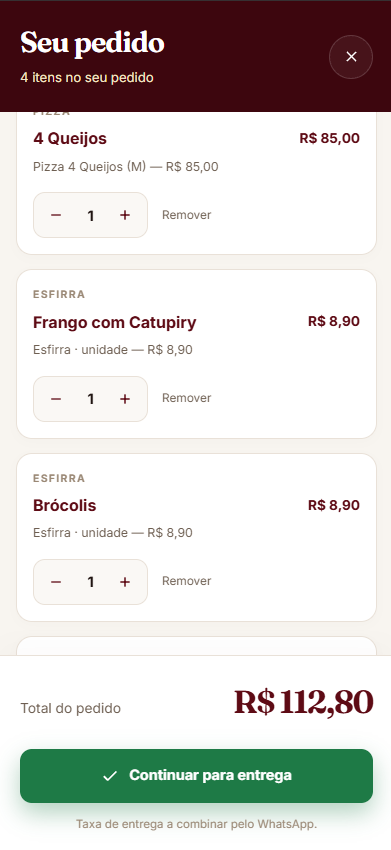 Seu pedido
4 itens no seu pedido
PIZZA
4 Queijos
R$ 85,00
Pizza 4 Queijos (M) — R$ 85,00
− 1 + Remover
ESFIRRA
Frango com Catupiry
R$ 8,90
Esfirra · unidade — R$ 8,90
− 1 + Remover
ESFIRRA
Brócolis
R$ 8,90
Esfirra · unidade — R$ 8,90
− 1 + Remover
Total do pedido
R$ 112,80
Continuar para entrega
Taxa de entrega a combinar pelo WhatsApp.